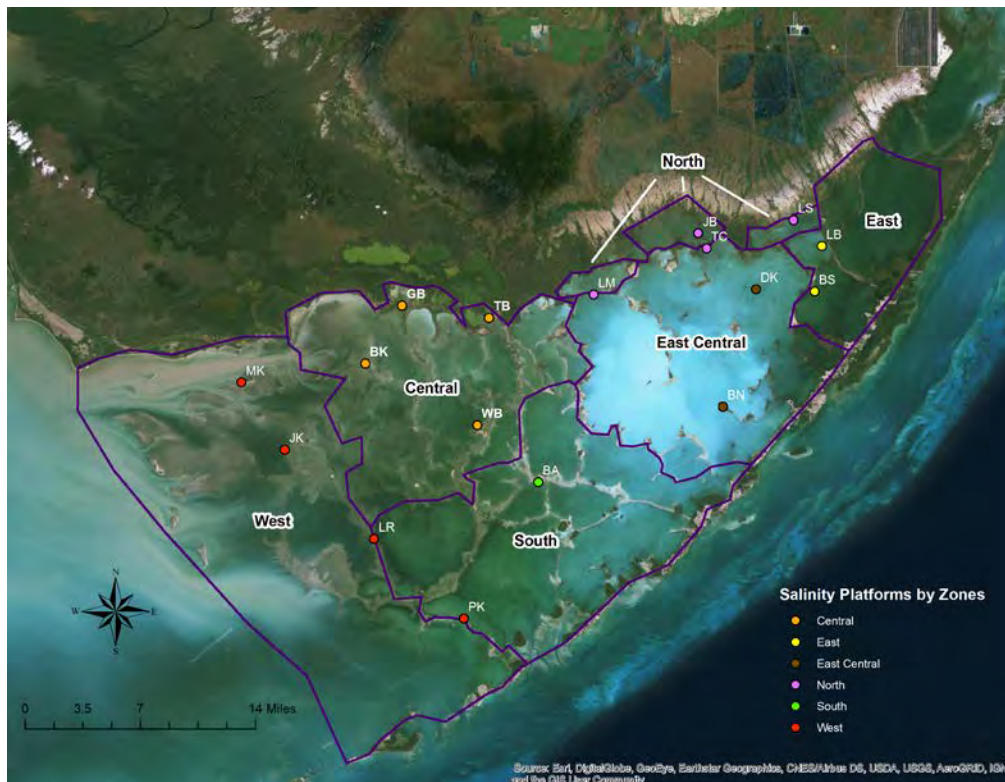 North
LS
JB
TC
LB
East
DK
BS
LM
GB
TB
East Central
BK
MK
Central
BN
WB
JK
BA
West
LR
South
PK
N
W
E
S
Salinity Platforms by Zones
Central
East
East Central
North
South
West
0 3.5 7 14 Miles
Source: Esri, DigitalGlobe, GeoEye, Earthstar Geographics, CNES/Airbus DS, USDA, USGS, AeroGRID, IG
and the GIS User Community